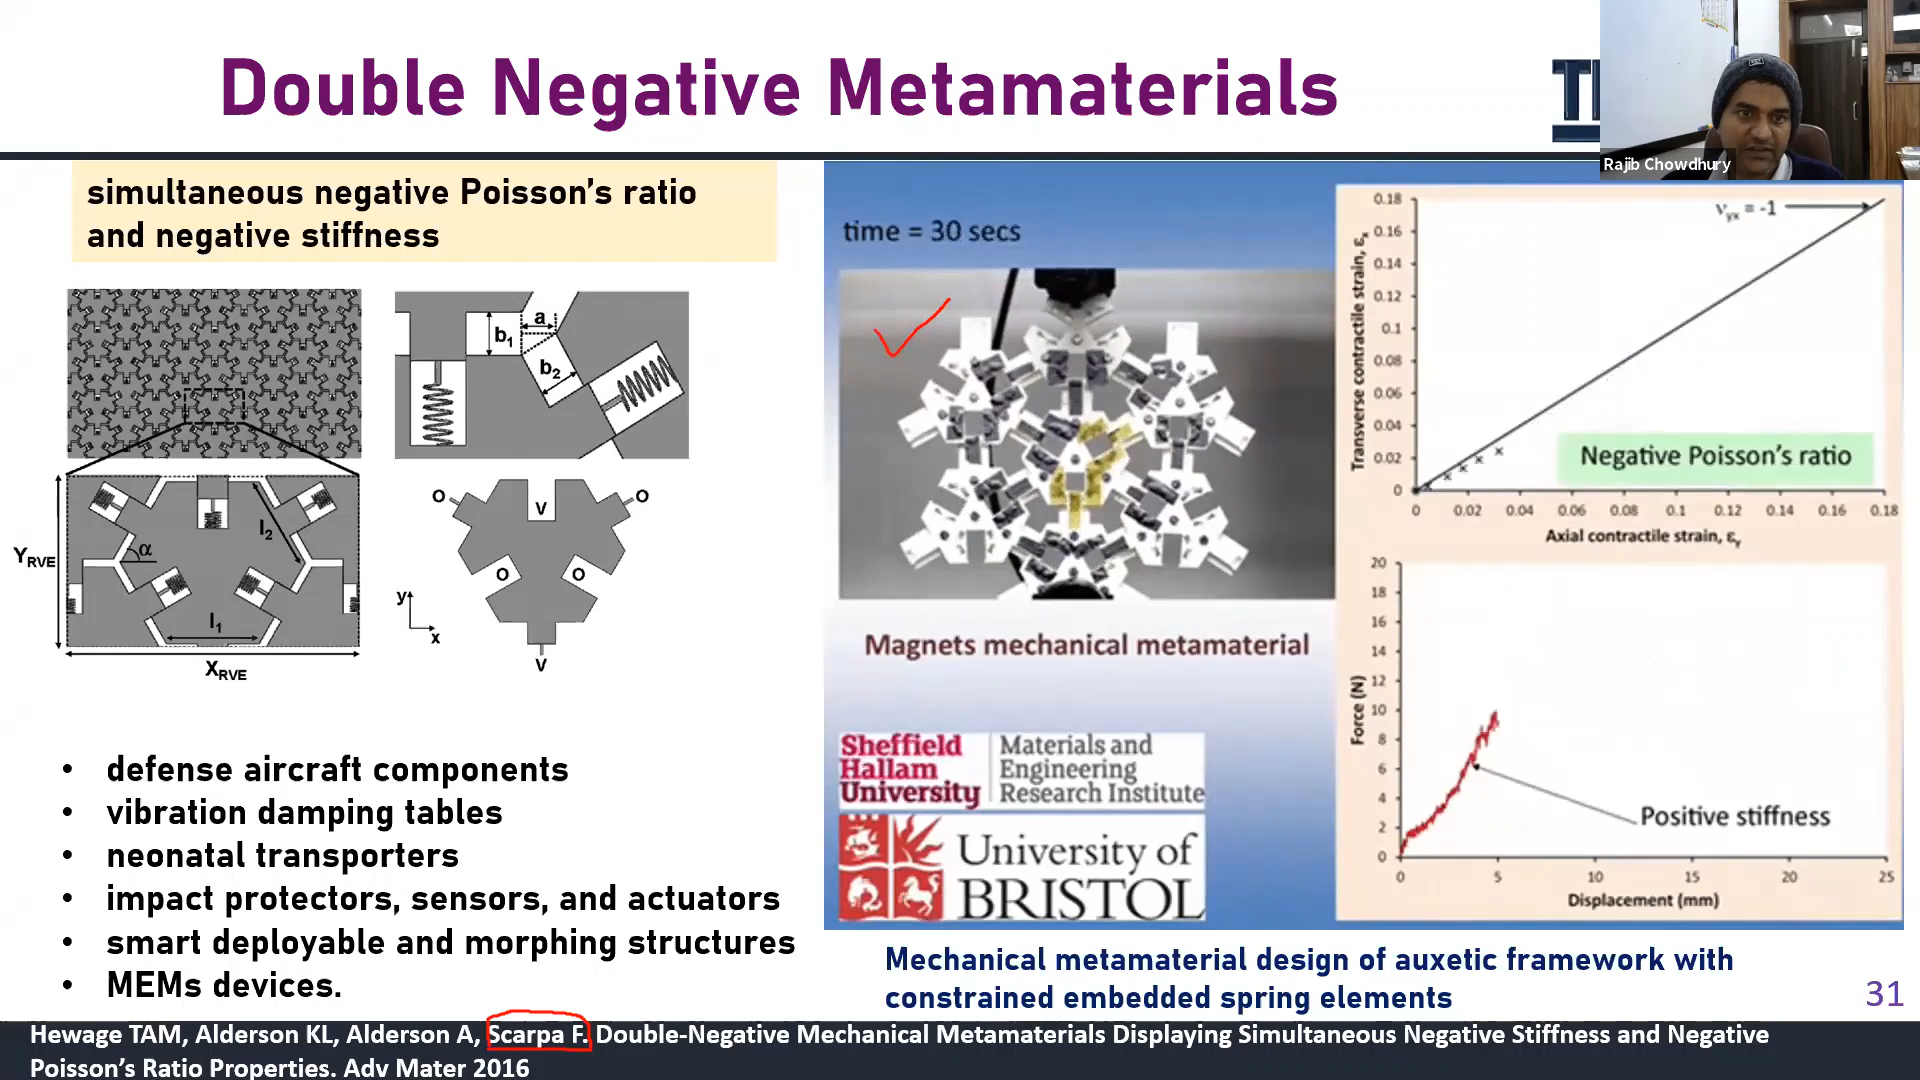 Double Negative Metamaterials
TI
Rajib Chowdhury
simultaneous negative Poisson's ratio
and negative stiffness
a
b1
b2
YRVE
α
l2
l1
XRVE
O
O
V
O
O
V
y
x
time = 30 secs
Magnets mechanical metamaterial
Sheffield
Hallam
University
Materials and
Engineering
Research Institute
University of
BRISTOL
0.18
0.16
0.14
0.12
0.1
0.08
0.06
0.04
0.02
0
Transverse contractile strain, εx
νyx = -1
Negative Poisson's ratio
0 0.02 0.04 0.06 0.08 0.1 0.12 0.14 0.16 0.18
Axial contractile strain, εy
20
18
16
14
12
10
8
6
4
2
0
Force (N)
Positive stiffness
0 5 10 15 20 25
Displacement (mm)
• defense aircraft components
• vibration damping tables
• neonatal transporters
• impact protectors, sensors, and actuators
• smart deployable and morphing structures
• MEMs devices.
Mechanical metamaterial design of auxetic framework with
constrained embedded spring elements
31
Hewage TAM, Alderson KL, Alderson A, Scarpa F. Double-Negative Mechanical Metamaterials Displaying Simultaneous Negative Stiffness and Negative
Poisson's Ratio Properties. Adv Mater 2016